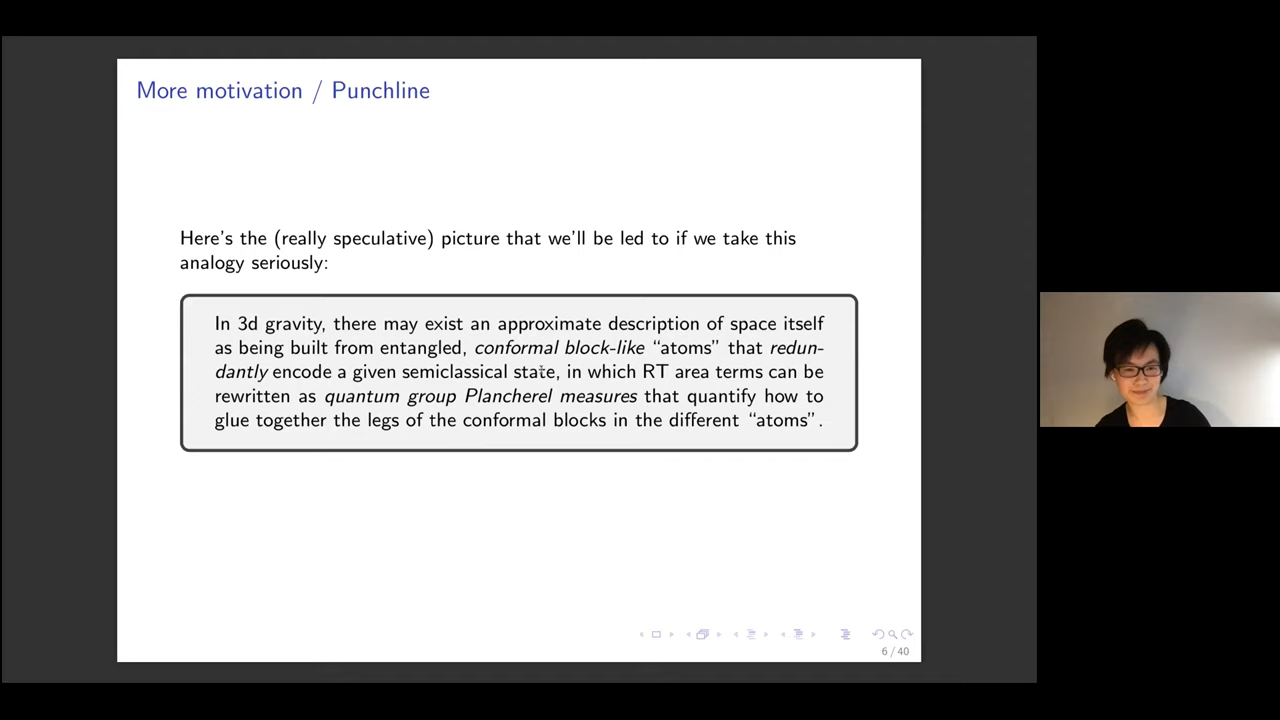 More motivation / Punchline
Here's the (really speculative) picture that we'll be led to if we take this
analogy seriously:
In 3d gravity, there may exist an approximate description of space itself
as being built from entangled, conformal block-like “atoms” that redun-
dantly encode a given semiclassical state, in which RT area terms can be
rewritten as quantum group Plancherel measures that quantify how to
glue together the legs of the conformal blocks in the different “atoms”.
6 / 40